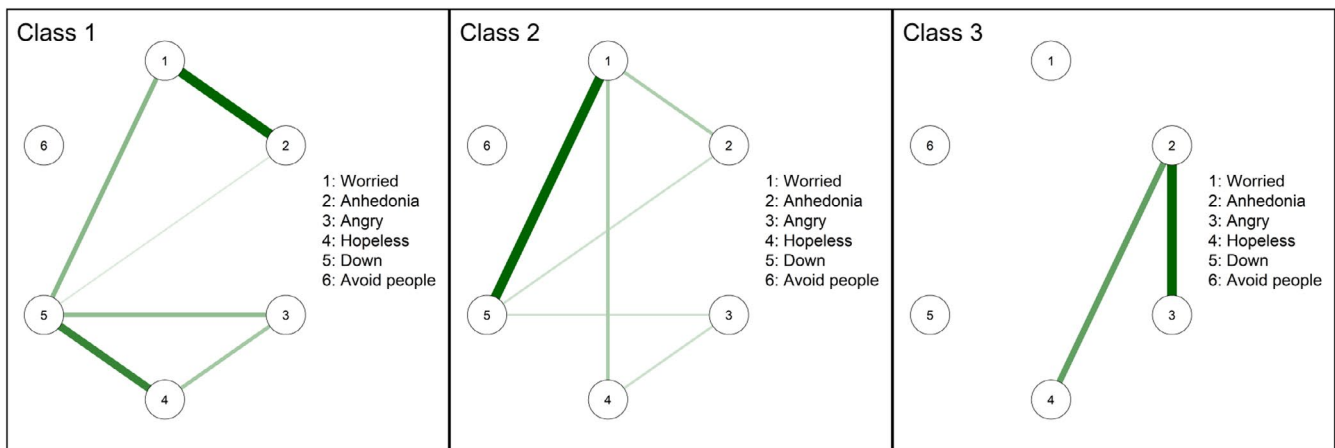 Class 1
1
2
3
4
5
6
1: Worried
2: Anhedonia
3: Angry
4: Hopeless
5: Down
6: Avoid people
Class 2
1
2
3
4
5
6
1: Worried
2: Anhedonia
3: Angry
4: Hopeless
5: Down
6: Avoid people
Class 3
1
2
3
4
5
6
1: Worried
2: Anhedonia
3: Angry
4: Hopeless
5: Down
6: Avoid people